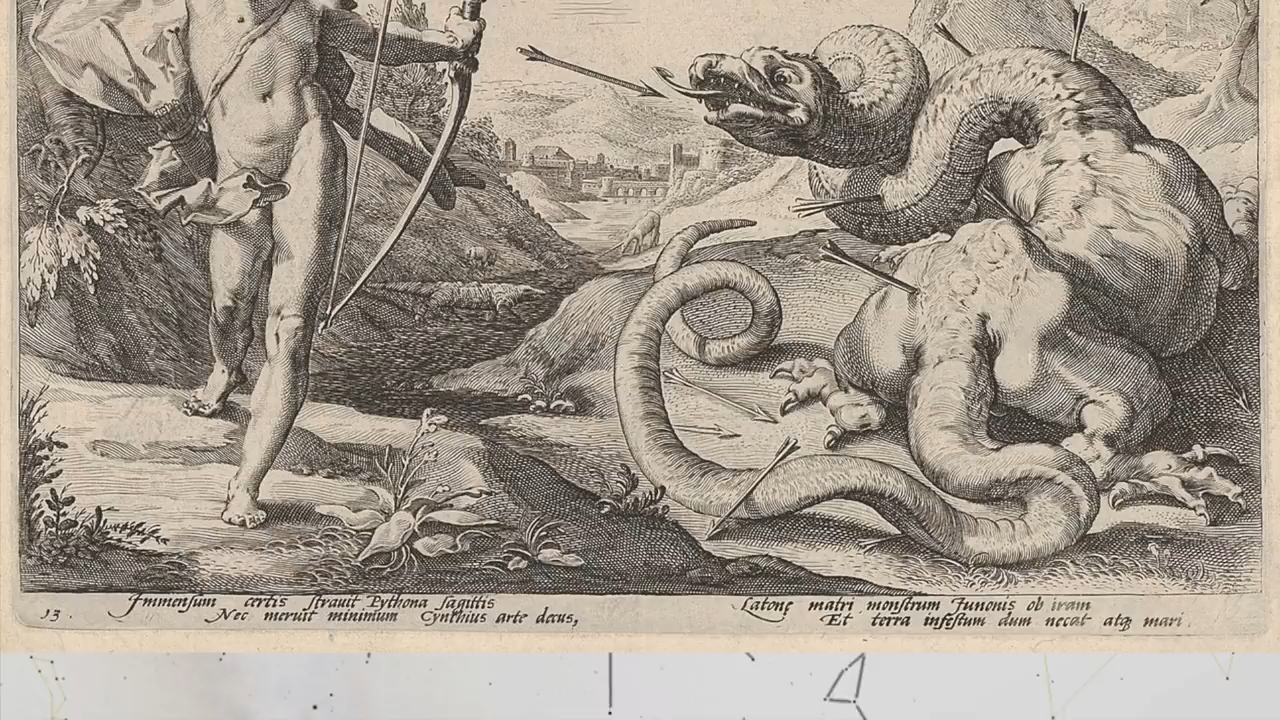 13.
Immensum certis stravit Pythona sagittis
Nec meruit minimum Cynthius arte decus,
Latonę matri monstrum Junonis ob iram
Et terra infestum dum necat atq; mari.